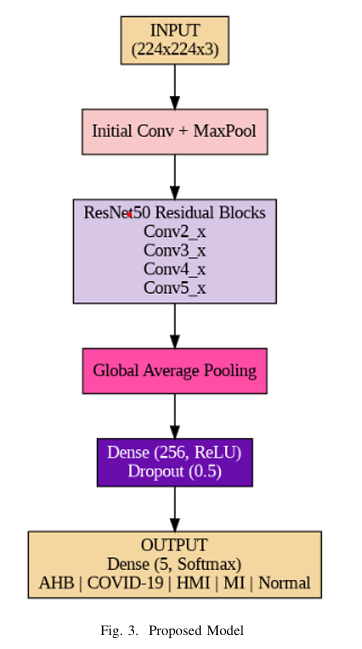 INPUT
(224x224x3)
Initial Conv + MaxPool
ResNet50 Residual Blocks
Conv2_x
Conv3_x
Conv4_x
Conv5_x
Global Average Pooling
Dense (256, ReLU)
Dropout (0.5)
OUTPUT
Dense (5, Softmax)
AHB | COVID-19 | HMI | MI | Normal
Fig. 3. Proposed Model